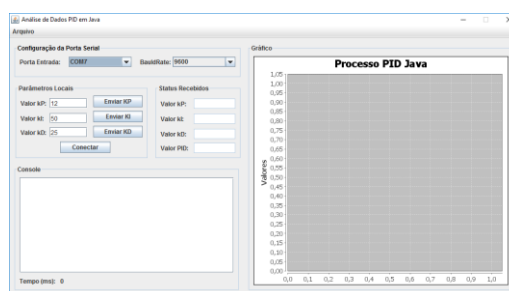 Análise de Dados PID em Java
Arquivo
Configuração da Porta Serial
Porta Entrada: COM7 BauldRate: 9600
Parâmetros Locais
Valor kP: 12 Enviar KP
Valor kI: 50 Enviar KI
Valor kD: 25 Enviar KD
Conectar
Status Recebidos
Valor kP:
Valor kI:
Valor kD:
Valor PID:
Console
Tempo (ms): 0
Gráfico
Processo PID Java
Valores
1,05
1,00
0,95
0,90
0,85
0,80
0,75
0,70
0,65
0,60
0,55
0,50
0,45
0,40
0,35
0,30
0,25
0,20
0,15
0,10
0,05
0,00
0,0 0,1 0,2 0,3 0,4 0,5 0,6 0,7 0,8 0,9 1,0